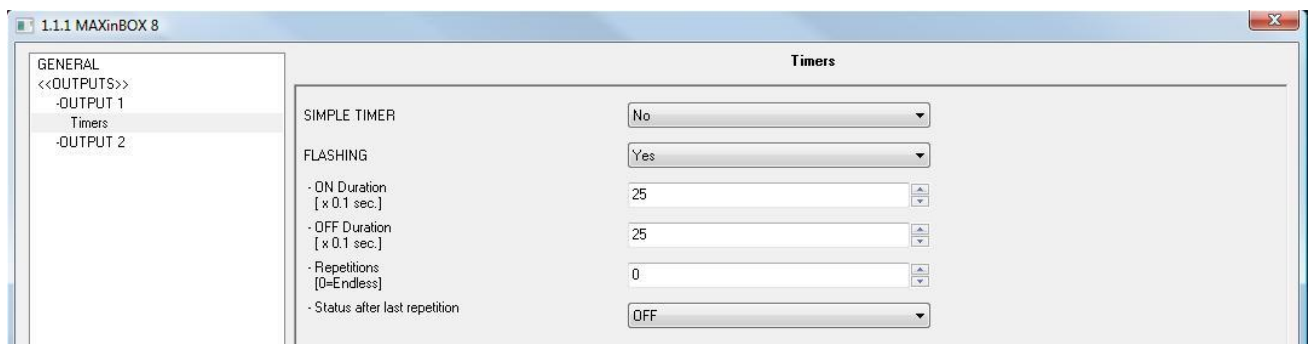 1.1.1 MAXinBOX 8
GENERAL
<<OUTPUTS>>
-OUTPUT 1
Timers
-OUTPUT 2
Timers
SIMPLE TIMER
No
FLASHING
Yes
- ON Duration
[ x 0.1 sec.]
25
- OFF Duration
[ x 0.1 sec.]
25
- Repetitions
[0=Endless]
0
- Status after last repetition
OFF